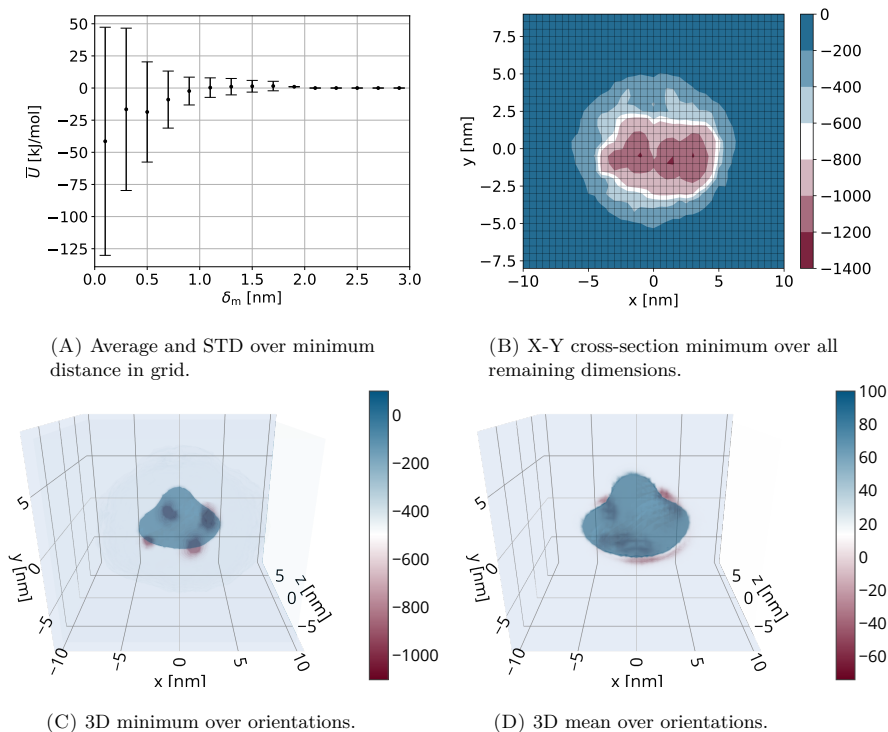 50
25
0
−25
−50
−75
−100
−125
U̅ [kJ/mol]
0.0 0.5 1.0 1.5 2.0 2.5 3.0
δm [nm]
7.5
5.0
2.5
0.0
−2.5
−5.0
−7.5
y [nm]
−10 −5 0 5 10
x [nm]
0
−200
−400
−600
−800
−1000
−1200
−1400
(A) Average and STD over minimum
distance in grid.
(B) X-Y cross-section minimum over all
remaining dimensions.
5
0
−5
y [nm]
−10 −5 0 5 10
x [nm]
5
0
−5
z [nm]
0
−200
−400
−600
−800
−1000
5
0
−5
y [nm]
−10 −5 0 5 10
x [nm]
5
0
−5
z [nm]
100
80
60
40
20
0
−20
−40
−60
(C) 3D minimum over orientations.
(D) 3D mean over orientations.